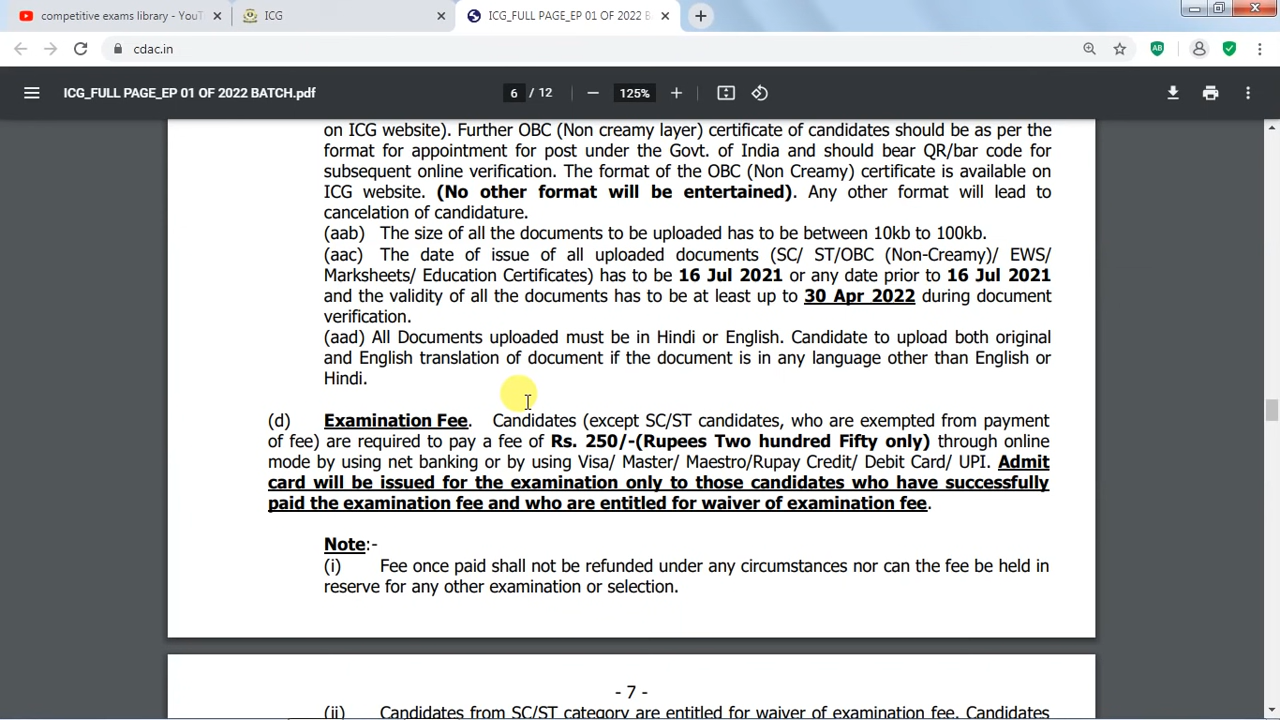 competitive exams library - YouT
ICG
ICG_FULL PAGE_EP 01 OF 2022 B
cdac.in
AB
ICG_FULL PAGE_EP 01 OF 2022 BATCH.pdf
6 / 12
125%
on ICG website). Further OBC (Non creamy layer) certificate of candidates should be as per the
format for appointment for post under the Govt. of India and should bear QR/bar code for
subsequent online verification. The format of the OBC (Non Creamy) certificate is available on
ICG website. (No other format will be entertained). Any other format will lead to
cancelation of candidature.
(aab) The size of all the documents to be uploaded has to be between 10kb to 100kb.
(aac) The date of issue of all uploaded documents (SC/ ST/OBC (Non-Creamy)/ EWS/
Marksheets/ Education Certificates) has to be 16 Jul 2021 or any date prior to 16 Jul 2021
and the validity of all the documents has to be at least up to 30 Apr 2022 during document
verification.
(aad) All Documents uploaded must be in Hindi or English. Candidate to upload both original
and English translation of document if the document is in any language other than English or
Hindi.
(d) Examination Fee. Candidates (except SC/ST candidates, who are exempted from payment
of fee) are required to pay a fee of Rs. 250/-(Rupees Two hundred Fifty only) through online
mode by using net banking or by using Visa/ Master/ Maestro/Rupay Credit/ Debit Card/ UPI. Admit
card will be issued for the examination only to those candidates who have successfully
paid the examination fee and who are entitled for waiver of examination fee.
Note:-
(i) Fee once paid shall not be refunded under any circumstances nor can the fee be held in
reserve for any other examination or selection.
- 7 -
(ii) Candidates from SC/ST category are entitled for waiver of examination fee. Candidates